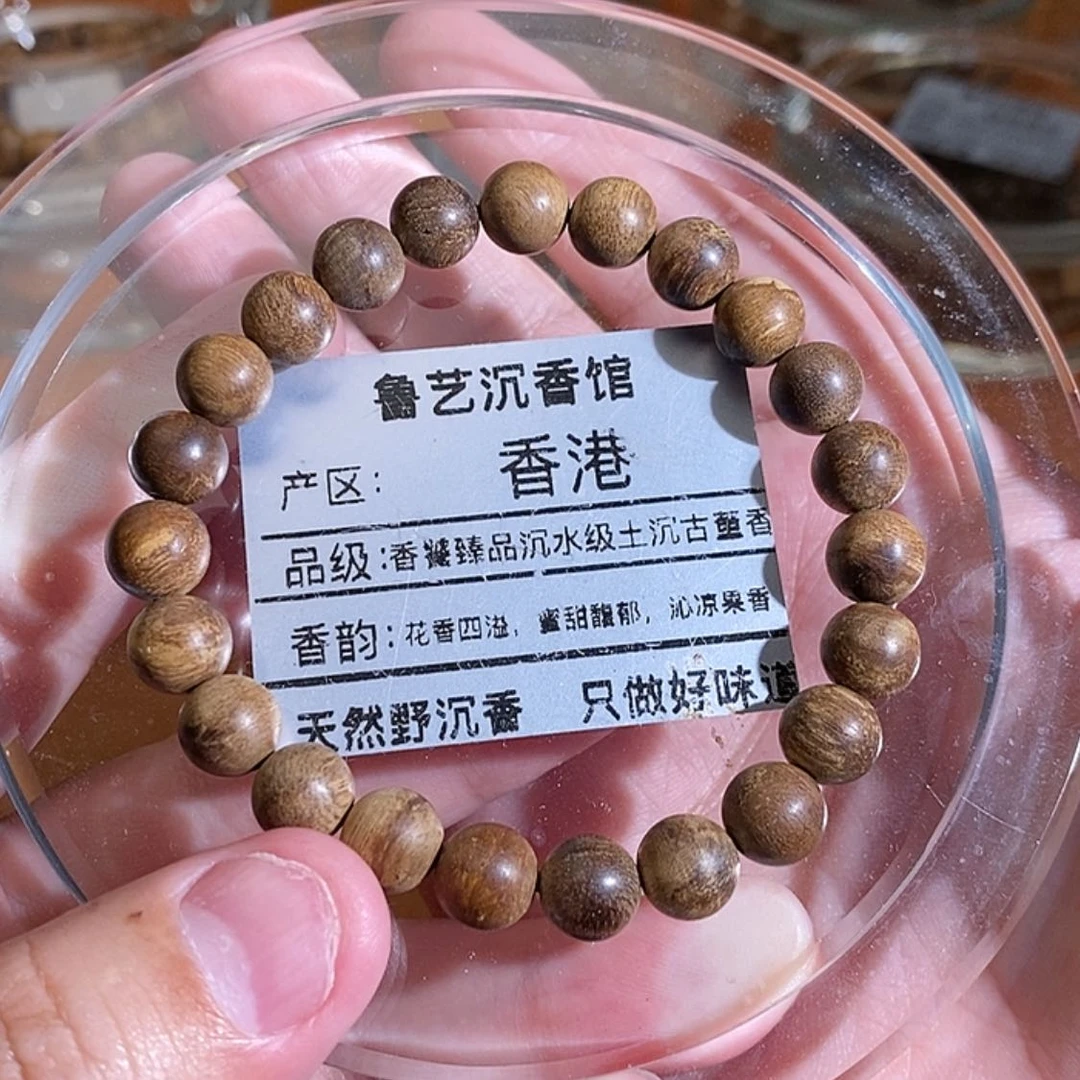 鲁艺沉香馆
产区: 香港
品级:香馐臻品沉水级土沉古董香
香韵:花香四溢, 蜜甜馥郁, 沁凉果香
天然野沉香 只做好味道